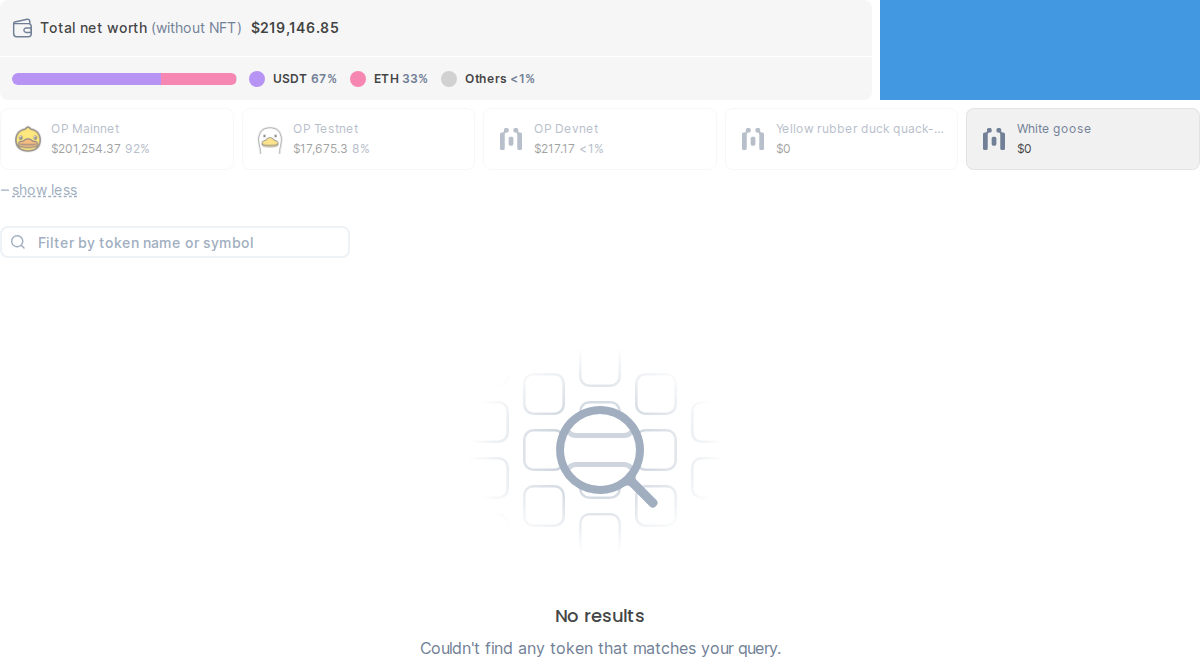 Total net worth (without NFT) $219,146.85
USDT 67% ETH 33% Others <1%
OP Mainnet
$201,254.37 92%
OP Testnet
$17,675.3 8%
OP Devnet
$217.17 <1%
Yellow rubber duck quack-...
$0
White goose
$0
– show less
Filter by token name or symbol
No results
Couldn't find any token that matches your query.